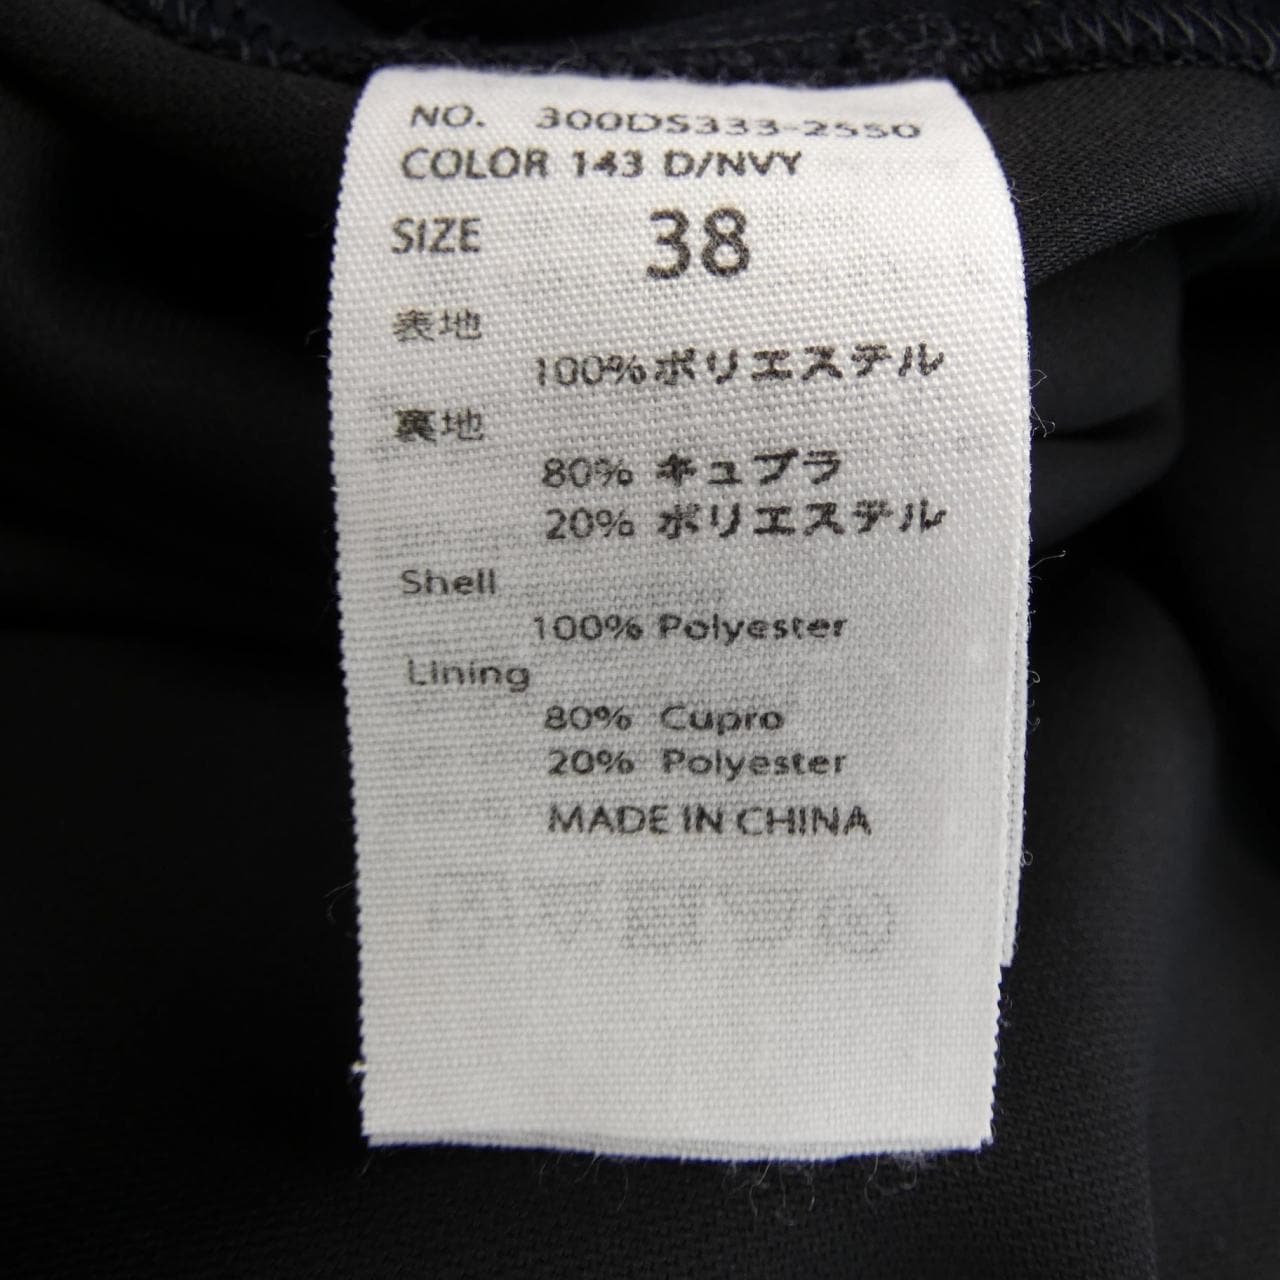 NO. 300DS333-2550
COLOR 143 D/NVY
SIZE 38
表地
100%ポリエステル
裏地
80% キュプラ
20% ポリエステル
Shell
100% Polyester
Lining
80% Cupro
20% Polyester
MADE IN CHINA